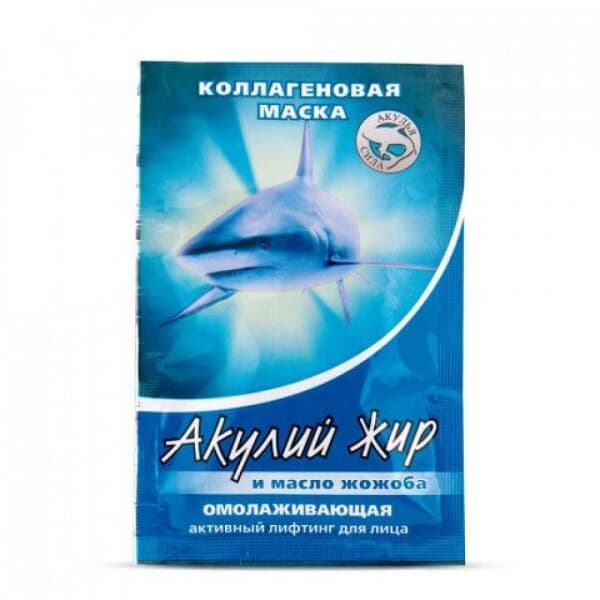 КОЛЛАГЕНОВАЯ
МАСКА
АКУЛЬЯ
СИЛА
Акулий Жир
и масло жожоба
ОМОЛАЖИВАЮЩАЯ
активный лифтинг для лица